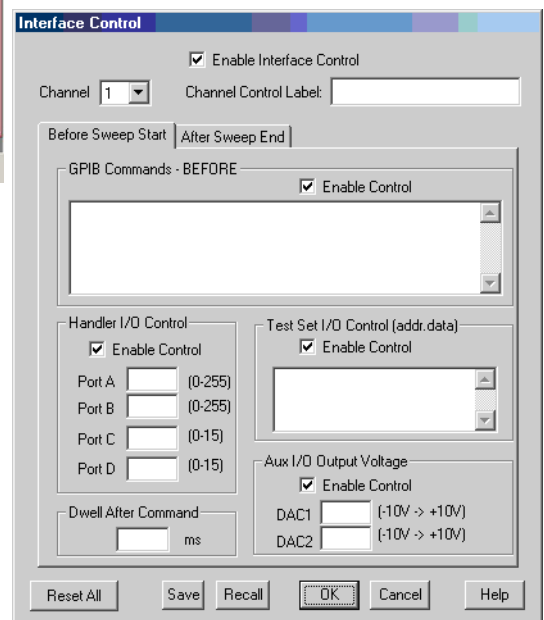 Interface Control
Enable Interface Control
Channel 1 Channel Control Label:
Before Sweep Start After Sweep End
GPIB Commands - BEFORE
Enable Control
Handler I/O Control
Enable Control
Port A (0-255)
Port B (0-255)
Port C (0-15)
Port D (0-15)
Test Set I/O Control (addr.data)
Enable Control
Aux I/O Output Voltage
Enable Control
DAC1 (-10V -> +10V)
DAC2 (-10V -> +10V)
Dwell After Command
ms
Reset All Save Recall OK Cancel Help